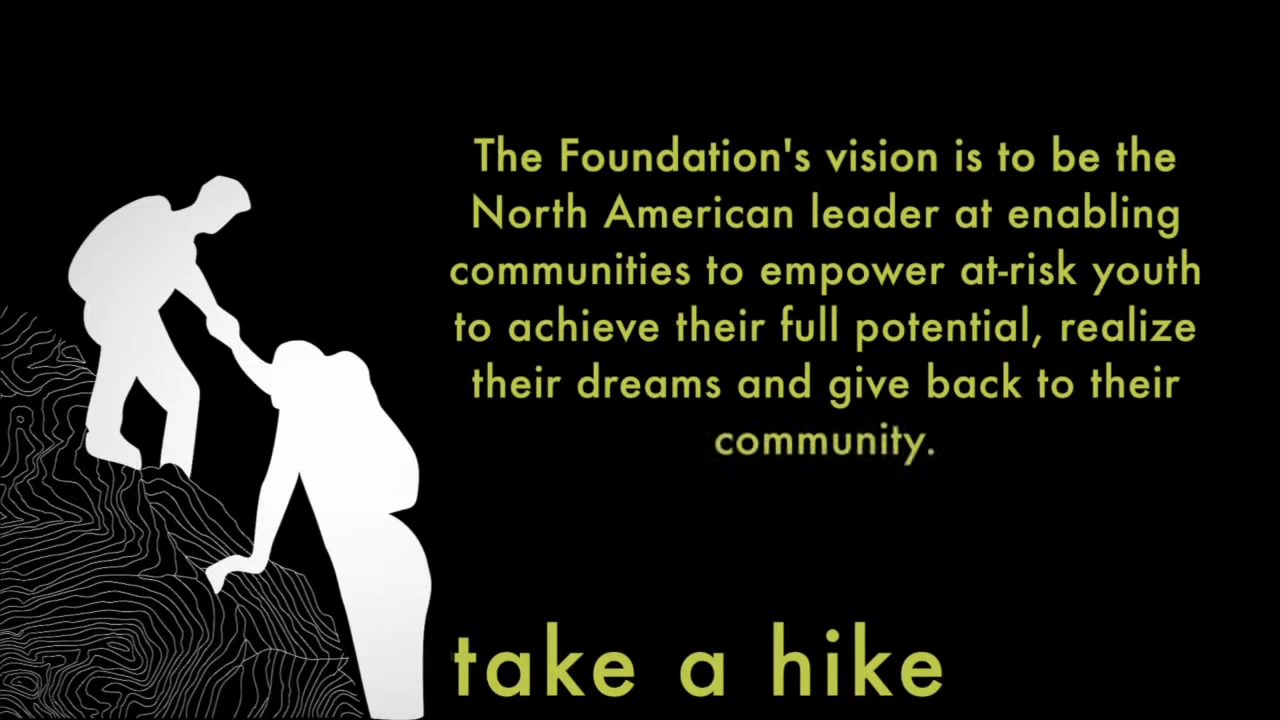 The Foundation's vision is to be the
North American leader at enabling
communities to empower at-risk youth
to achieve their full potential, realize
their dreams and give back to their
community.
take a hike